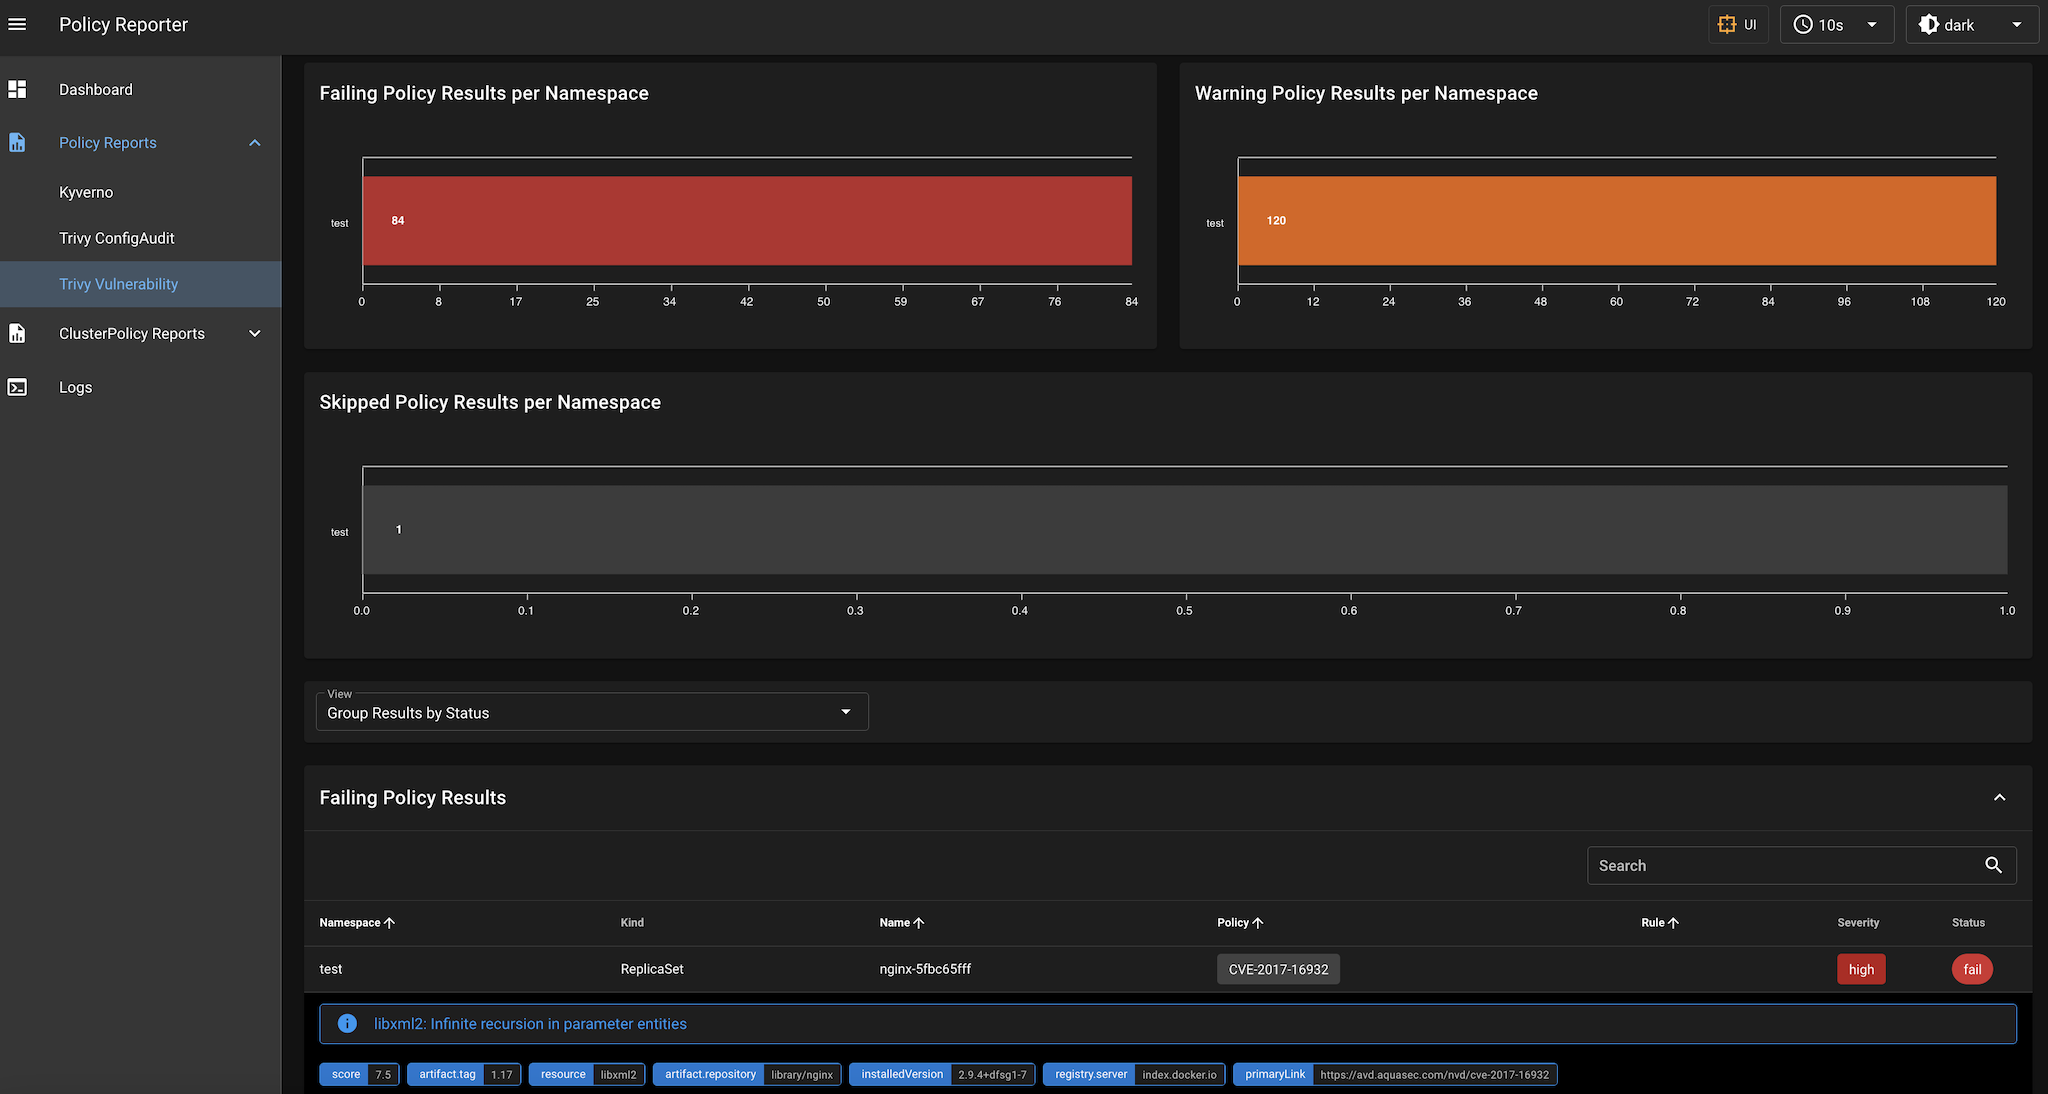 Policy Reporter
UI
10s
dark
Dashboard
Policy Reports
Kyverno
Trivy ConfigAudit
Trivy Vulnerability
ClusterPolicy Reports
Logs
Failing Policy Results per Namespace
test
84
0 8 17 25 34 42 50 59 67 76 84
Warning Policy Results per Namespace
test
120
0 12 24 36 48 60 72 84 96 108 120
Skipped Policy Results per Namespace
test
1
0.0 0.1 0.2 0.3 0.4 0.5 0.6 0.7 0.8 0.9 1.0
View
Group Results by Status
Failing Policy Results
Search
Namespace Kind Name Policy Rule Severity Status
test ReplicaSet nginx-5fbc65fff CVE-2017-16932 high fail
libxml2: Infinite recursion in parameter entities
score 7.5 artifact.tag 1.17 resource libxml2 artifact.repository library/nginx installedVersion 2.9.4+dfsg1-7 registry.server index.docker.io primaryLink https://avd.aquasec.com/nvd/cve-2017-16932